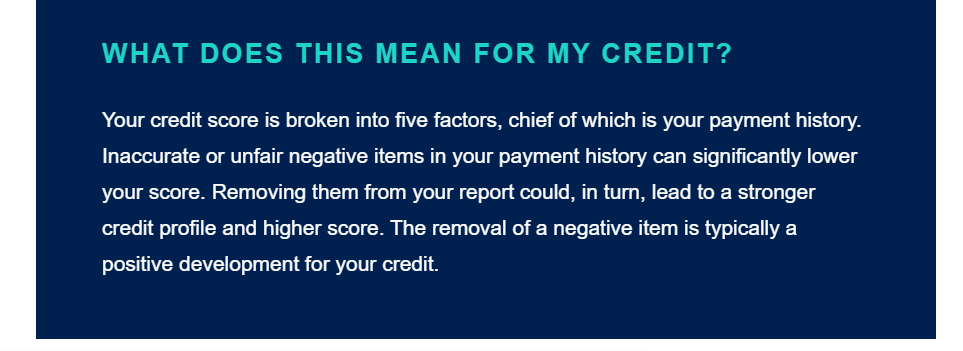 WHAT DOES THIS MEAN FOR MY CREDIT?
Your credit score is broken into five factors, chief of which is your payment history.
Inaccurate or unfair negative items in your payment history can significantly lower
your score. Removing them from your report could, in turn, lead to a stronger
credit profile and higher score. The removal of a negative item is typically a
positive development for your credit.